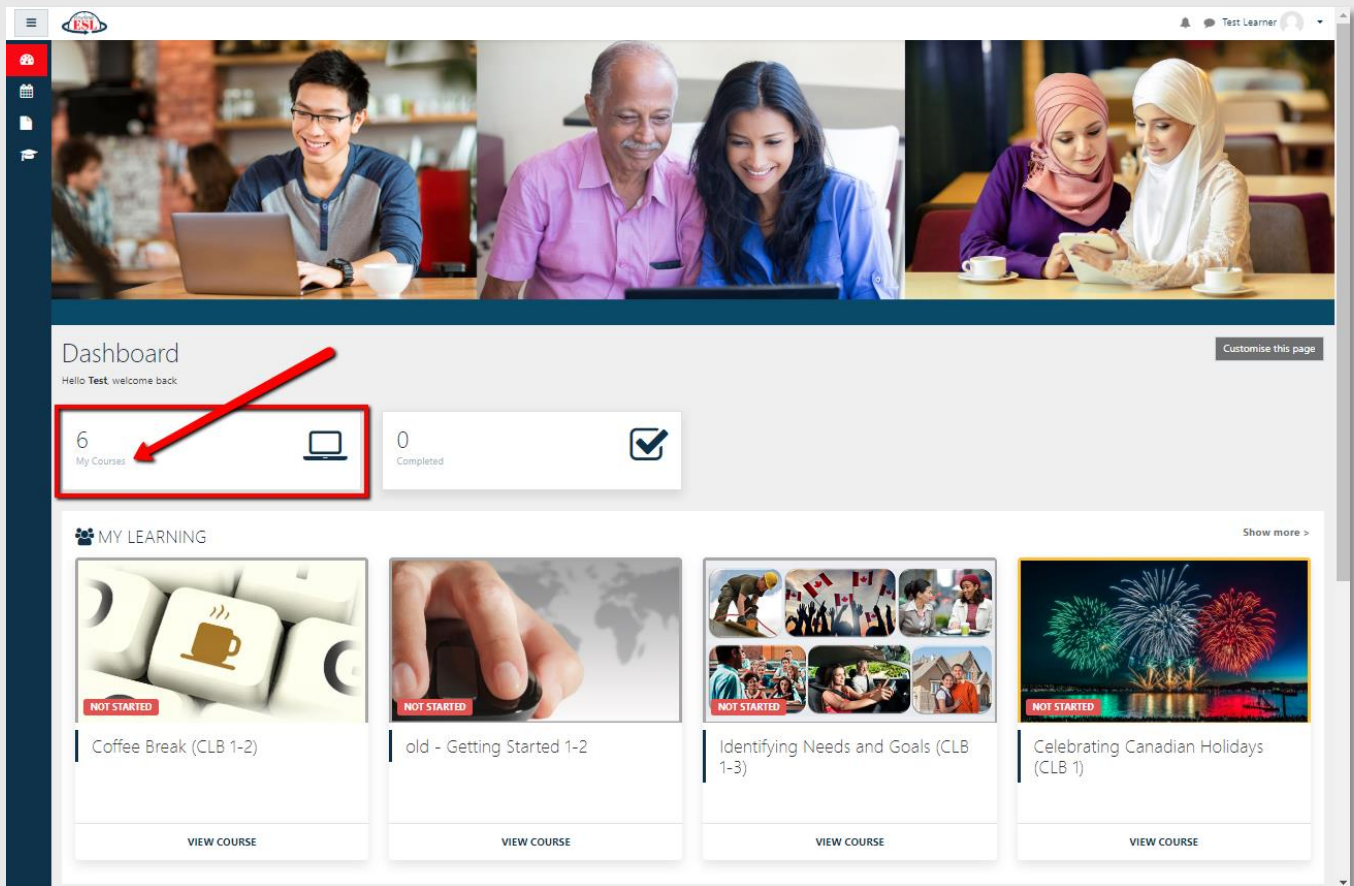 ESL
Test Learner
Dashboard
Customise this page
Hello Test, welcome back
6
My Courses
0
Completed
MY LEARNING
Show more >
NOT STARTED
NOT STARTED
NOT STARTED
NOT STARTED
Coffee Break (CLB 1-2)
old - Getting Started 1-2
Identifying Needs and Goals (CLB
1-3)
Celebrating Canadian Holidays
(CLB 1)
VIEW COURSE
VIEW COURSE
VIEW COURSE
VIEW COURSE